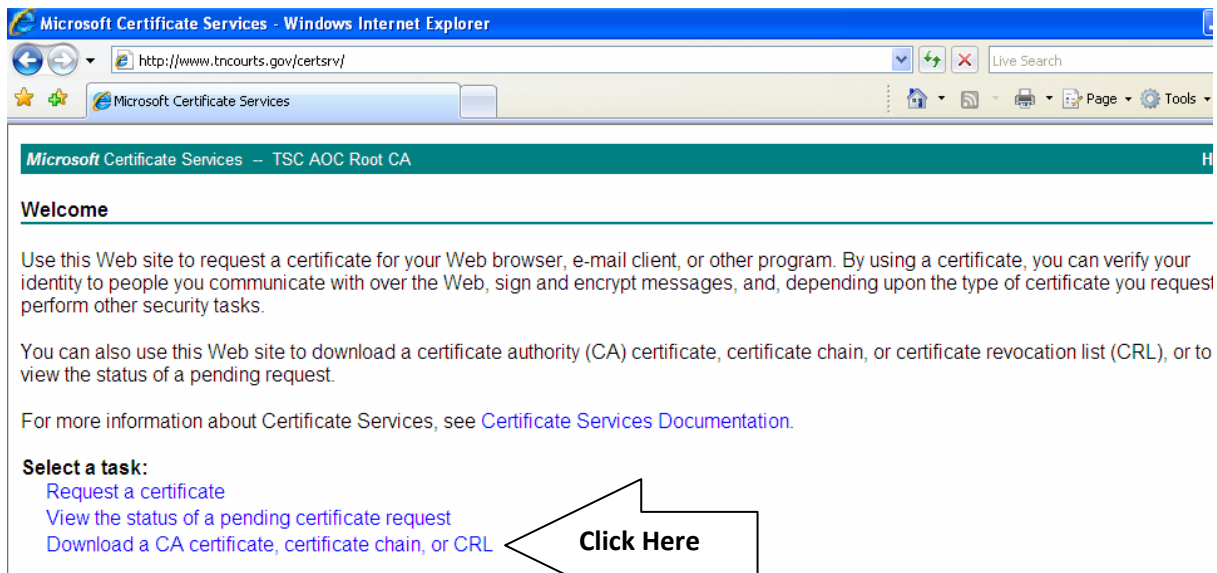 Microsoft Certificate Services - Windows Internet Explorer
http://www.tncourts.gov/certsrv/
Live Search
Microsoft Certificate Services
Page
Tools
Microsoft Certificate Services -- TSC AOC Root CA
H
Welcome
Use this Web site to request a certificate for your Web browser, e-mail client, or other program. By using a certificate, you can verify your
identity to people you communicate with over the Web, sign and encrypt messages, and, depending upon the type of certificate you request
perform other security tasks.
You can also use this Web site to download a certificate authority (CA) certificate, certificate chain, or certificate revocation list (CRL), or to
view the status of a pending request.
For more information about Certificate Services, see Certificate Services Documentation.
Select a task:
Request a certificate
View the status of a pending certificate request
Download a CA certificate, certificate chain, or CRL
Click Here